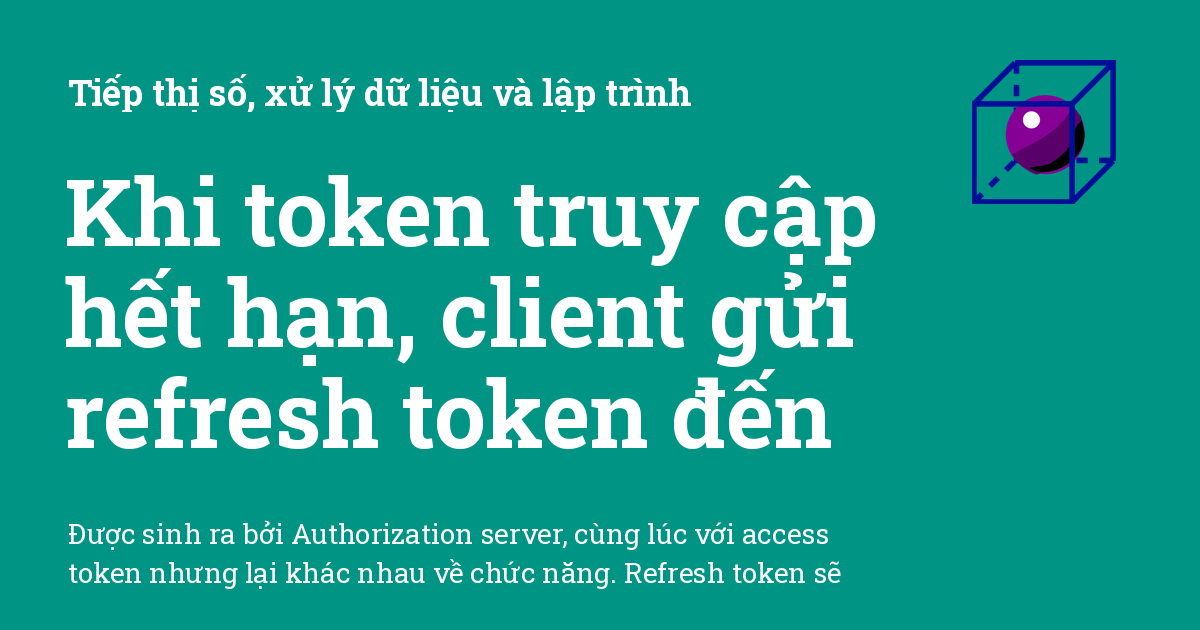 Tiếp thị số, xử lý dữ liệu và lập trình
Khi token truy cập
hết hạn, client gửi
refresh token đến
Được sinh ra bởi Authorization server, cùng lúc với access
token nhưng lại khác nhau về chức năng. Refresh token sẽ